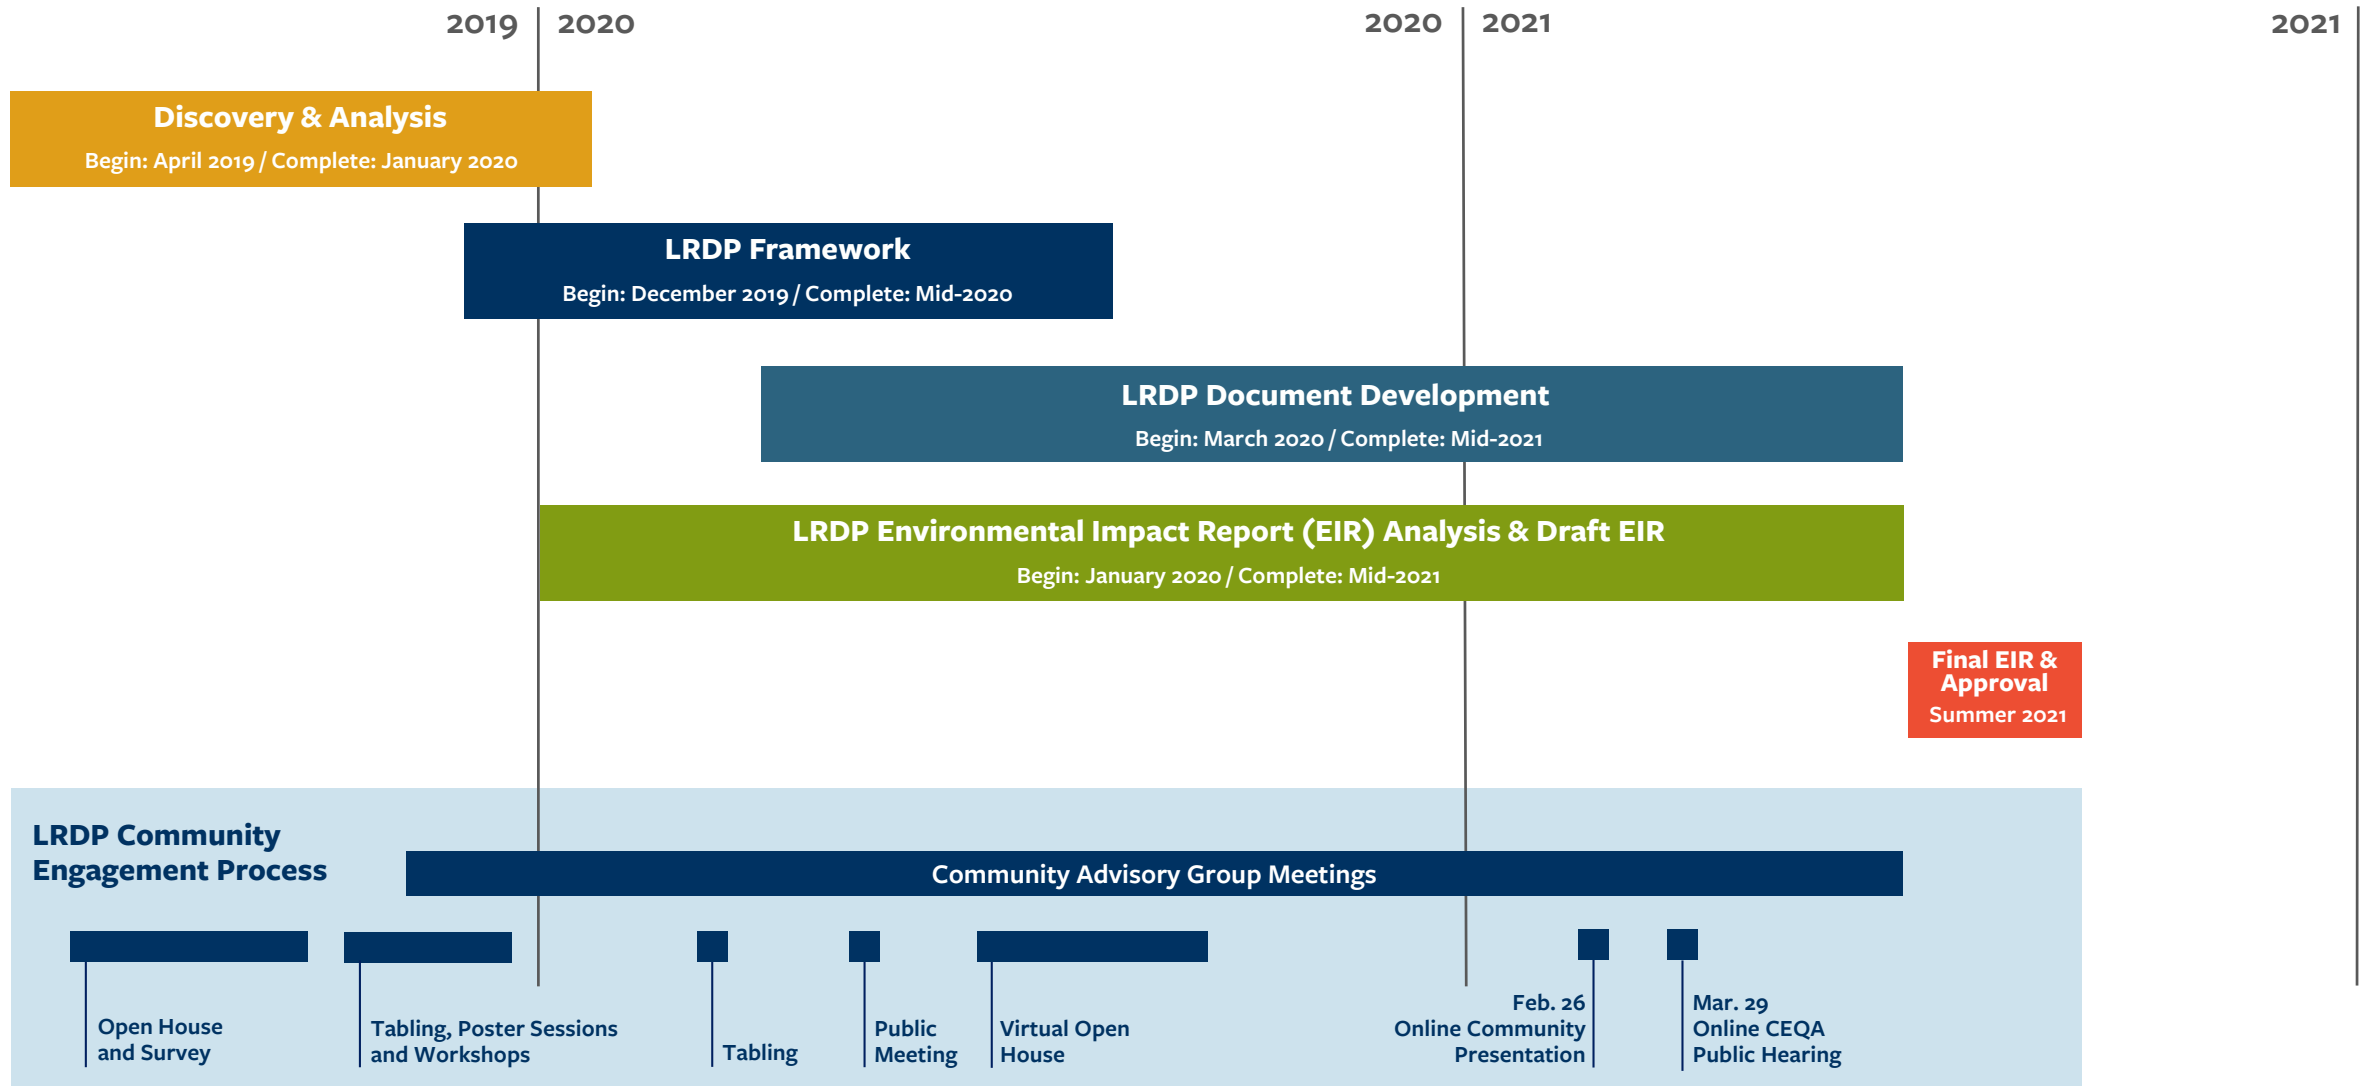 2019 2020
2020 2021
2021
Discovery & Analysis
Begin: April 2019 / Complete: January 2020
LRDP Framework
Begin: December 2019 / Complete: Mid-2020
LRDP Document Development
Begin: March 2020 / Complete: Mid-2021
LRDP Environmental Impact Report (EIR) Analysis & Draft EIR
Begin: January 2020 / Complete: Mid-2021
Final EIR &
Approval
Summer 2021
LRDP Community
Engagement Process
Community Advisory Group Meetings
Open House
and Survey
Tabling, Poster Sessions
and Workshops
Tabling
Public
Meeting
Virtual Open
House
Feb. 26
Online Community
Presentation
Mar. 29
Online CEQA
Public Hearing